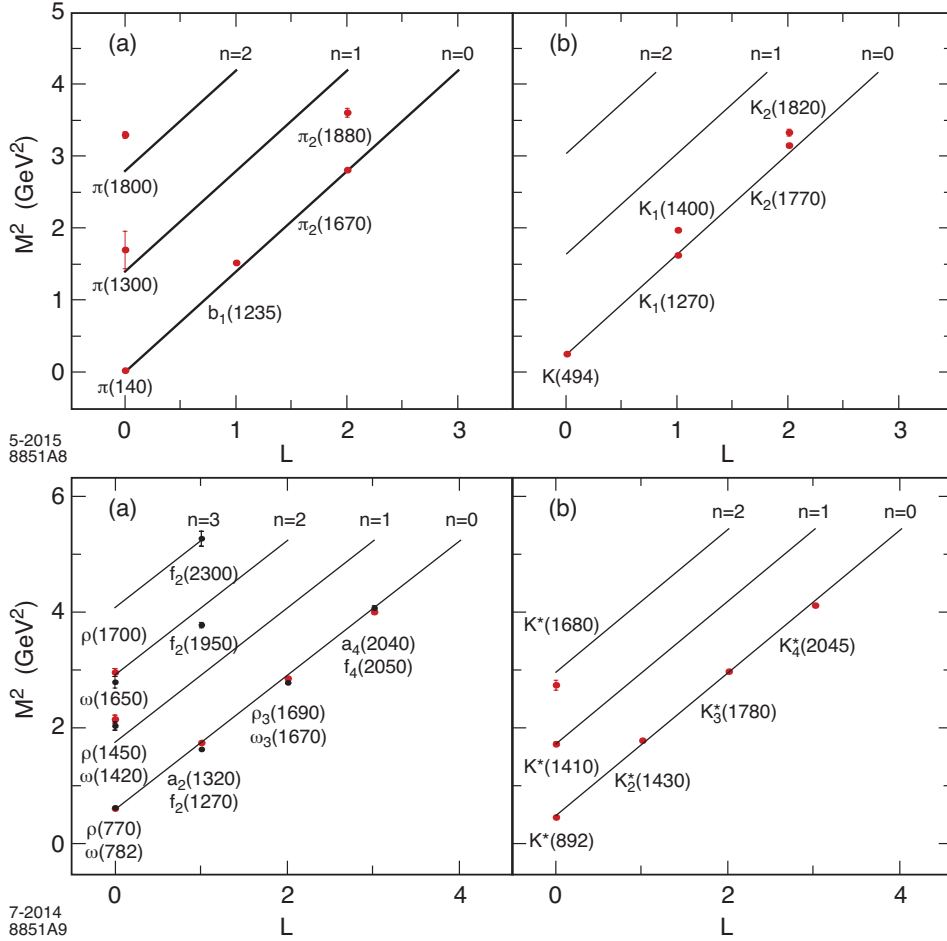 (a)
n=2
n=1
n=0
π(1800)
π(1300)
π(140)
b₁(1235)
π₂(1880)
π₂(1670)
M² (GeV²)
5
4
3
2
1
0
0
1
2
3
L
(b)
n=2
n=1
n=0
K₂(1820)
K₂(1770)
K₁(1400)
K₁(1270)
K(494)
0
1
2
3
L
5-2015
8851A8
(a)
n=3
n=2
n=1
n=0
f₂(2300)
ρ(1700)
f₂(1950)
ω(1650)
a₄(2040)
f₄(2050)
ρ₃(1690)
ω₃(1670)
ρ(1450)
ω(1420)
a₂(1320)
f₂(1270)
ρ(770)
ω(782)
M² (GeV²)
6
4
2
0
0
2
4
L
(b)
n=2
n=1
n=0
K*(1680)
K*₄(2045)
K*₃(1780)
K*(1410)
K*₂(1430)
K*(892)
0
2
4
L
7-2014
8851A9